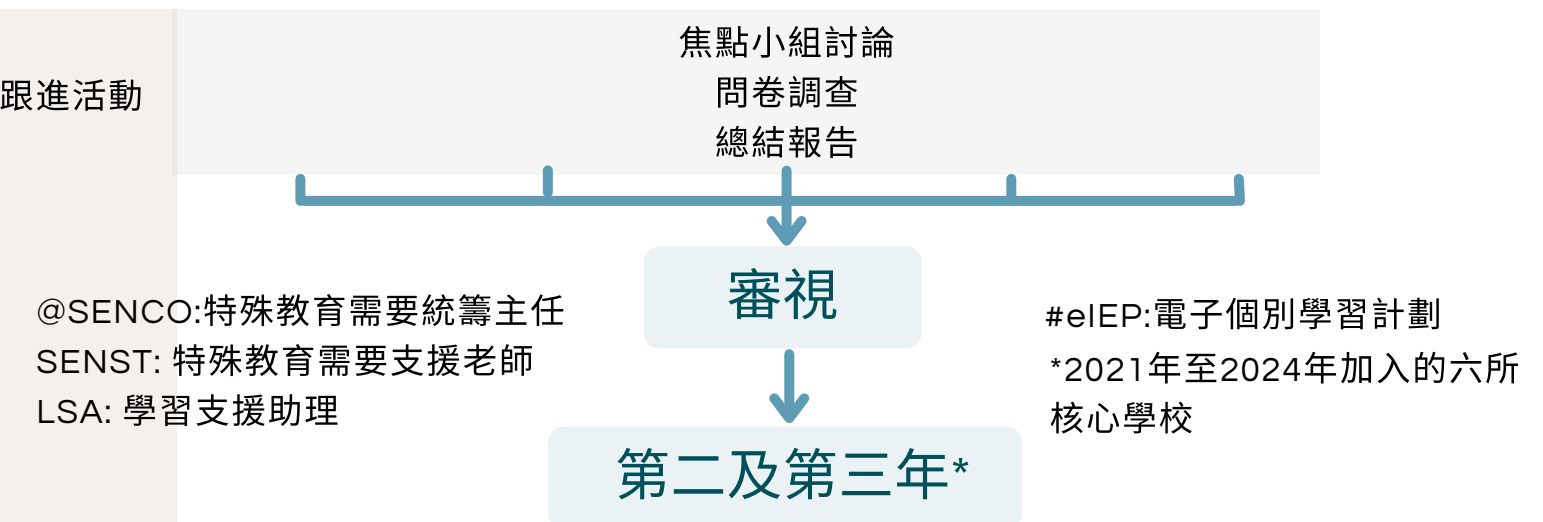 焦點小組討論
跟進活動
問卷調查
總結報告
審視
@SENCO:特殊教育需要統籌主任
SENST: 特殊教育需要支援老師
LSA: 學習支援助理
#eIEP:電子個別學習計劃
*2021年至2024年加入的六所
核心學校
第二及第三年*